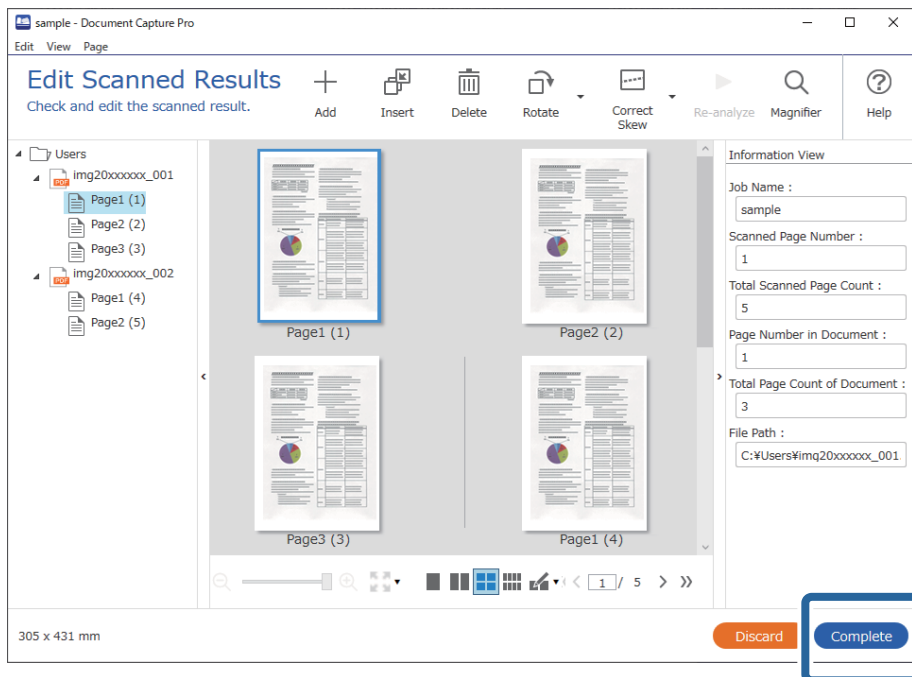 sample - Document Capture Pro
Edit View Page
Edit Scanned Results
Check and edit the scanned result.
Add
Insert
Delete
Rotate
Correct
Skew
Re-analyze
Magnifier
Help
Users
PDF img20xxxxxx_001
Page1 (1)
Page2 (2)
Page3 (3)
PDF img20xxxxxx_002
Page1 (4)
Page2 (5)
Page1 (1)
Page2 (2)
Page3 (3)
Page1 (4)
Information View
Job Name :
sample
Scanned Page Number :
1
Total Scanned Page Count :
5
Page Number in Document :
1
Total Page Count of Document :
3
File Path :
C:¥Users¥img20xxxxxx_001
1 / 5
305 x 431 mm
Discard
Complete